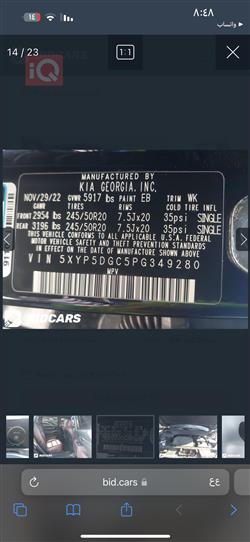 ٨:٤٨
واتساب
14 / 23
1:1
iQ
MANUFACTURED BY
KIA GEORGIA, INC.
NOV/29/22 GVWR 5917 lbs PAINT EB TRIM WK
GAWR TIRES RIMS COLD TIRE INFL
FRONT 2954 lbs 245/50R20 7.5Jx20 35psi SINGLE
REAR 3196 lbs 245/50R20 7.5Jx20 35psi SINGLE
THIS VEHICLE CONFORMS TO ALL APPLICABLE U.S.A. FEDERAL
MOTOR VEHICLE SAFETY AND THEFT PREVENTION STANDARDS
IN EFFECT ON THE DATE OF MANUFACTURE SHOWN ABOVE
VIN 5XYP5DGC5PG349280
MPV
BIDCARS
bid.cars
عع